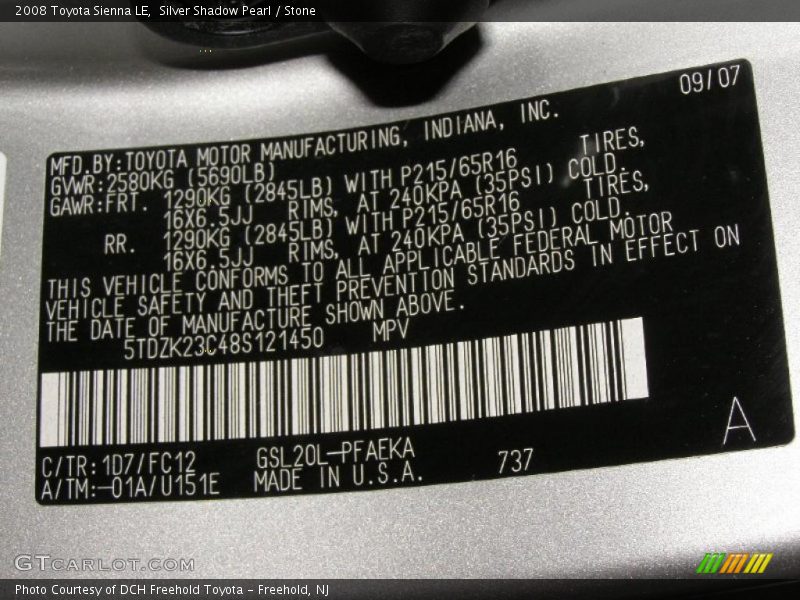 2008 Toyota Sienna LE,  Silver Shadow Pearl / Stone
09/07
MFD.BY:TOYOTA MOTOR MANUFACTURING, INDIANA, INC.
GVWR:2580KG (5690LB)
GAWR:FRT. 1290KG (2845LB) WITH P215/65R16 TIRES,
16X6.5JJ RIMS, AT 240KPA (35PSI) COLD.
RR. 1290KG (2845LB) WITH P215/65R16 TIRES,
16X6.5JJ RIMS, AT 240KPA (35PSI) COLD.
THIS VEHICLE CONFORMS TO ALL APPLICABLE FEDERAL MOTOR
VEHICLE SAFETY AND THEFT PREVENTION STANDARDS IN EFFECT ON
THE DATE OF MANUFACTURE SHOWN ABOVE.
5TDZK23C48S121450 MPV
A
C/TR:1D7/FC12 GSL20L-PFAEKA 737
A/TM:-01A/U151E MADE IN U.S.A.
GTCarLot.com
Photo Courtesy of DCH Freehold Toyota - Freehold, NJ